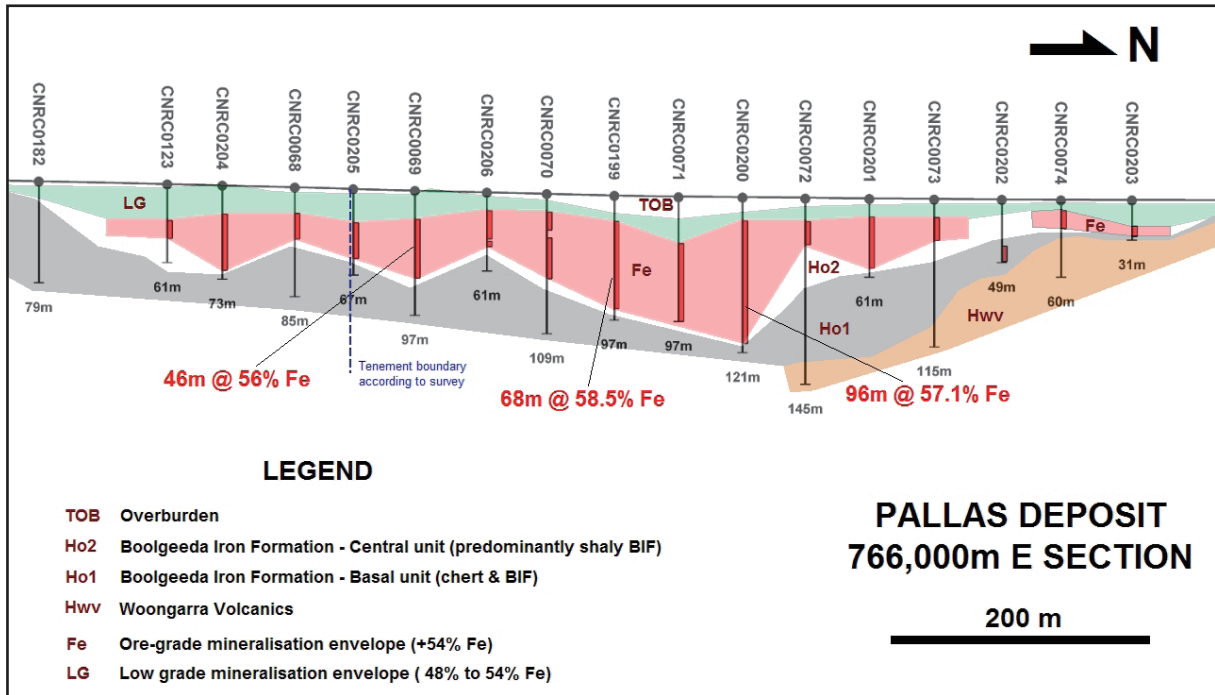 N
CNRC0182
CNRC0123
CNRC0204
CNRC0068
CNRC0205
CNRC0069
CNRC0206
CNRC0070
CNRC0199
CNRC0071
CNRC0200
CNRC0072
CNRC0201
CNRC0073
CNRC0202
CNRC0074
CNRC0203
LG
TOB
Fe
Fe
Ho2
Ho1
Hwv
79m
61m
73m
85m
67m
97m
61m
109m
97m
97m
121m
145m
61m
115m
49m
60m
31m
46m @ 56% Fe
Tenement boundary
according to survey
68m @ 58.5% Fe
96m @ 57.1% Fe
LEGEND
TOB Overburden
Ho2 Boolgeeda Iron Formation - Central unit (predominantly shaly BIF)
Ho1 Boolgeeda Iron Formation - Basal unit (chert & BIF)
Hwv Woongarra Volcanics
Fe Ore-grade mineralisation envelope (+54% Fe)
LG Low grade mineralisation envelope ( 48% to 54% Fe)
PALLAS DEPOSIT
766,000m E SECTION
200 m